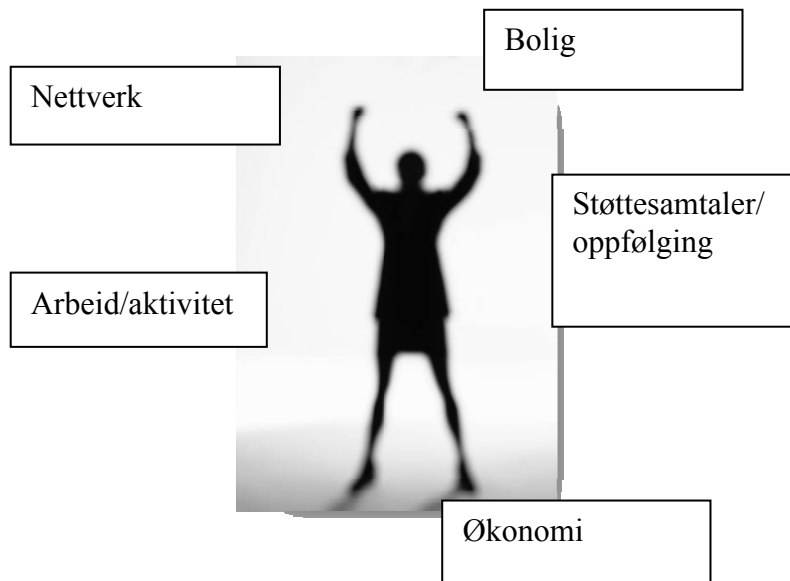 Bolig
Nettverk
Støttesamtaler/
oppfølging
Arbeid/aktivitet
Økonomi